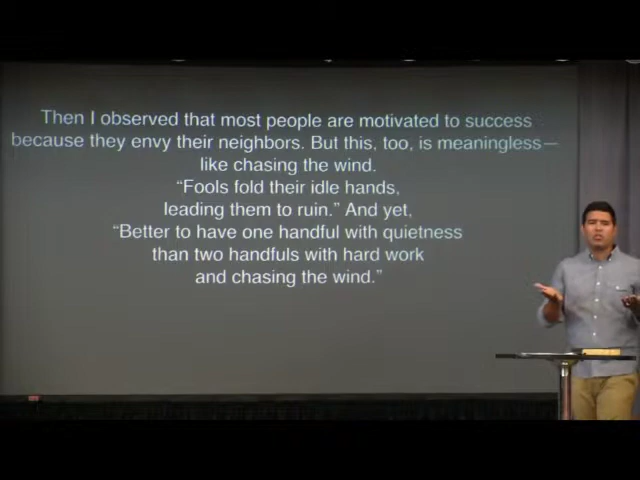 Then I observed that most people are motivated to success
because they envy their neighbors. But this, too, is meaningless—
like chasing the wind.
“Fools fold their idle hands,
leading them to ruin.” And yet,
“Better to have one handful with quietness
than two handfuls with hard work
and chasing the wind.”